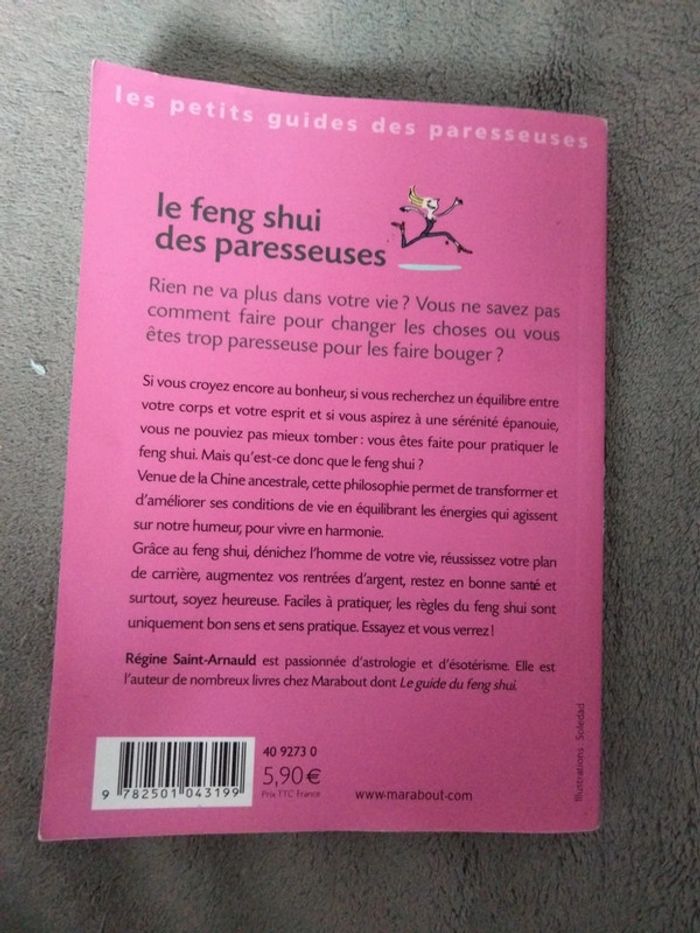 les petits guides des paresseuses
le feng shui
des paresseuses
Rien ne va plus dans votre vie ? Vous ne savez pas
comment faire pour changer les choses ou vous
êtes trop paresseuse pour les faire bouger ?
Si vous croyez encore au bonheur, si vous recherchez un équilibre entre
votre corps et votre esprit et si vous aspirez à une sérénité épanouie,
vous ne pouviez pas mieux tomber : vous êtes faite pour pratiquer le
feng shui. Mais qu'est-ce donc que le feng shui ?
Venue de la Chine ancestrale, cette philosophie permet de transformer et
d'améliorer ses conditions de vie en équilibrant les énergies qui agissent
sur notre humeur, pour vivre en harmonie.
Grâce au feng shui, dénichez l'homme de votre vie, réussissez votre plan
de carrière, augmentez vos rentrées d'argent, restez en bonne santé et
surtout, soyez heureuse. Faciles à pratiquer, les règles du feng shui sont
uniquement bon sens et sens pratique. Essayez et vous verrez !
Régine Saint-Arnauld est passionnée d'astrologie et d'ésotérisme. Elle est
l'auteur de nombreux livres chez Marabout dont Le guide du feng shui.
40 9273 0
5,90 €
Prix TTC France
9 782501 043199
www.marabout.com
Illustrations : Soledad